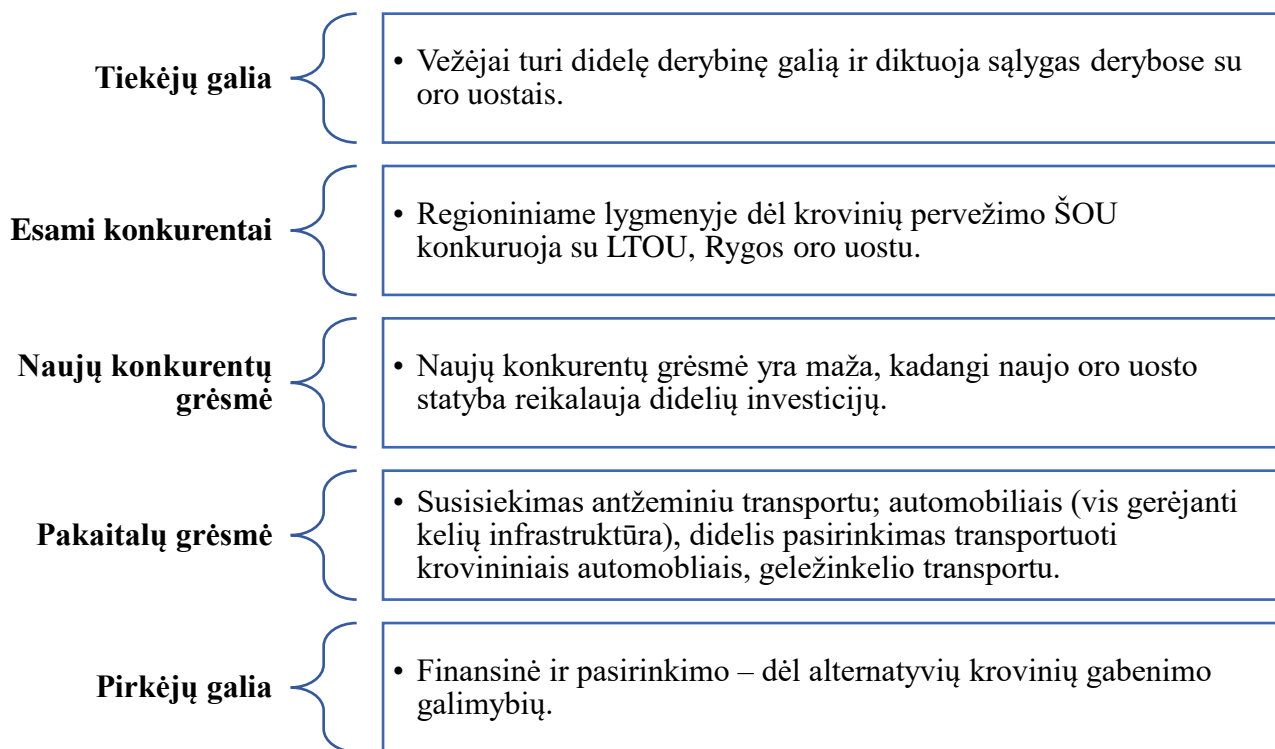 Tiekėjų galia
• Vežėjai turi didelę derybinę galią ir diktuoja sąlygas derybose su
oro uostais.
Esami konkurentai
• Regioniniame lygmenyje dėl krovinių pervežimo ŠOU
konkuruoja su LTOU, Rygos oro uostu.
Naujų konkurentų
grėsmė
• Naujų konkurentų grėsmė yra maža, kadangi naujo oro uosto
statyba reikalauja didelių investicijų.
Pakaitalų grėsmė
• Susisiekimas antžeminiu transportu; automobiliais (vis gerėjanti
kelių infrastruktūra), didelis pasirinkimas transportuoti
krovininiais automobliais, geležinkelio transportu.
Pirkėjų galia
• Finansinė ir pasirinkimo – dėl alternatyvių krovinių gabenimo
galimybių.